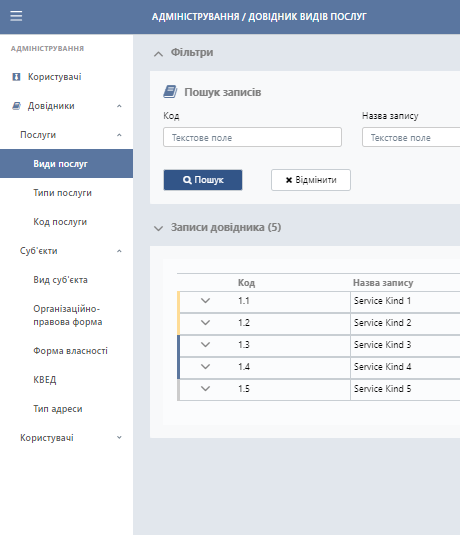 АДМІНІСТРУВАННЯ / ДОВІДНИК ВИДІВ ПОСЛУГ
АДМІНІСТРУВАННЯ
Користувачі
Довідники
Послуги
Види послуг
Типи послуги
Код послуги
Суб'єкти
Вид суб'єкта
Організаційно-
правова форма
Форма власності
КВЕД
Тип адреси
Користувачі
Фільтри
Пошук записів
Код Назва запису
Текстове поле Текстове поле
Пошук Відмінити
Записи довідника (5)
Код Назва запису
1.1 Service Kind 1
1.2 Service Kind 2
1.3 Service Kind 3
1.4 Service Kind 4
1.5 Service Kind 5